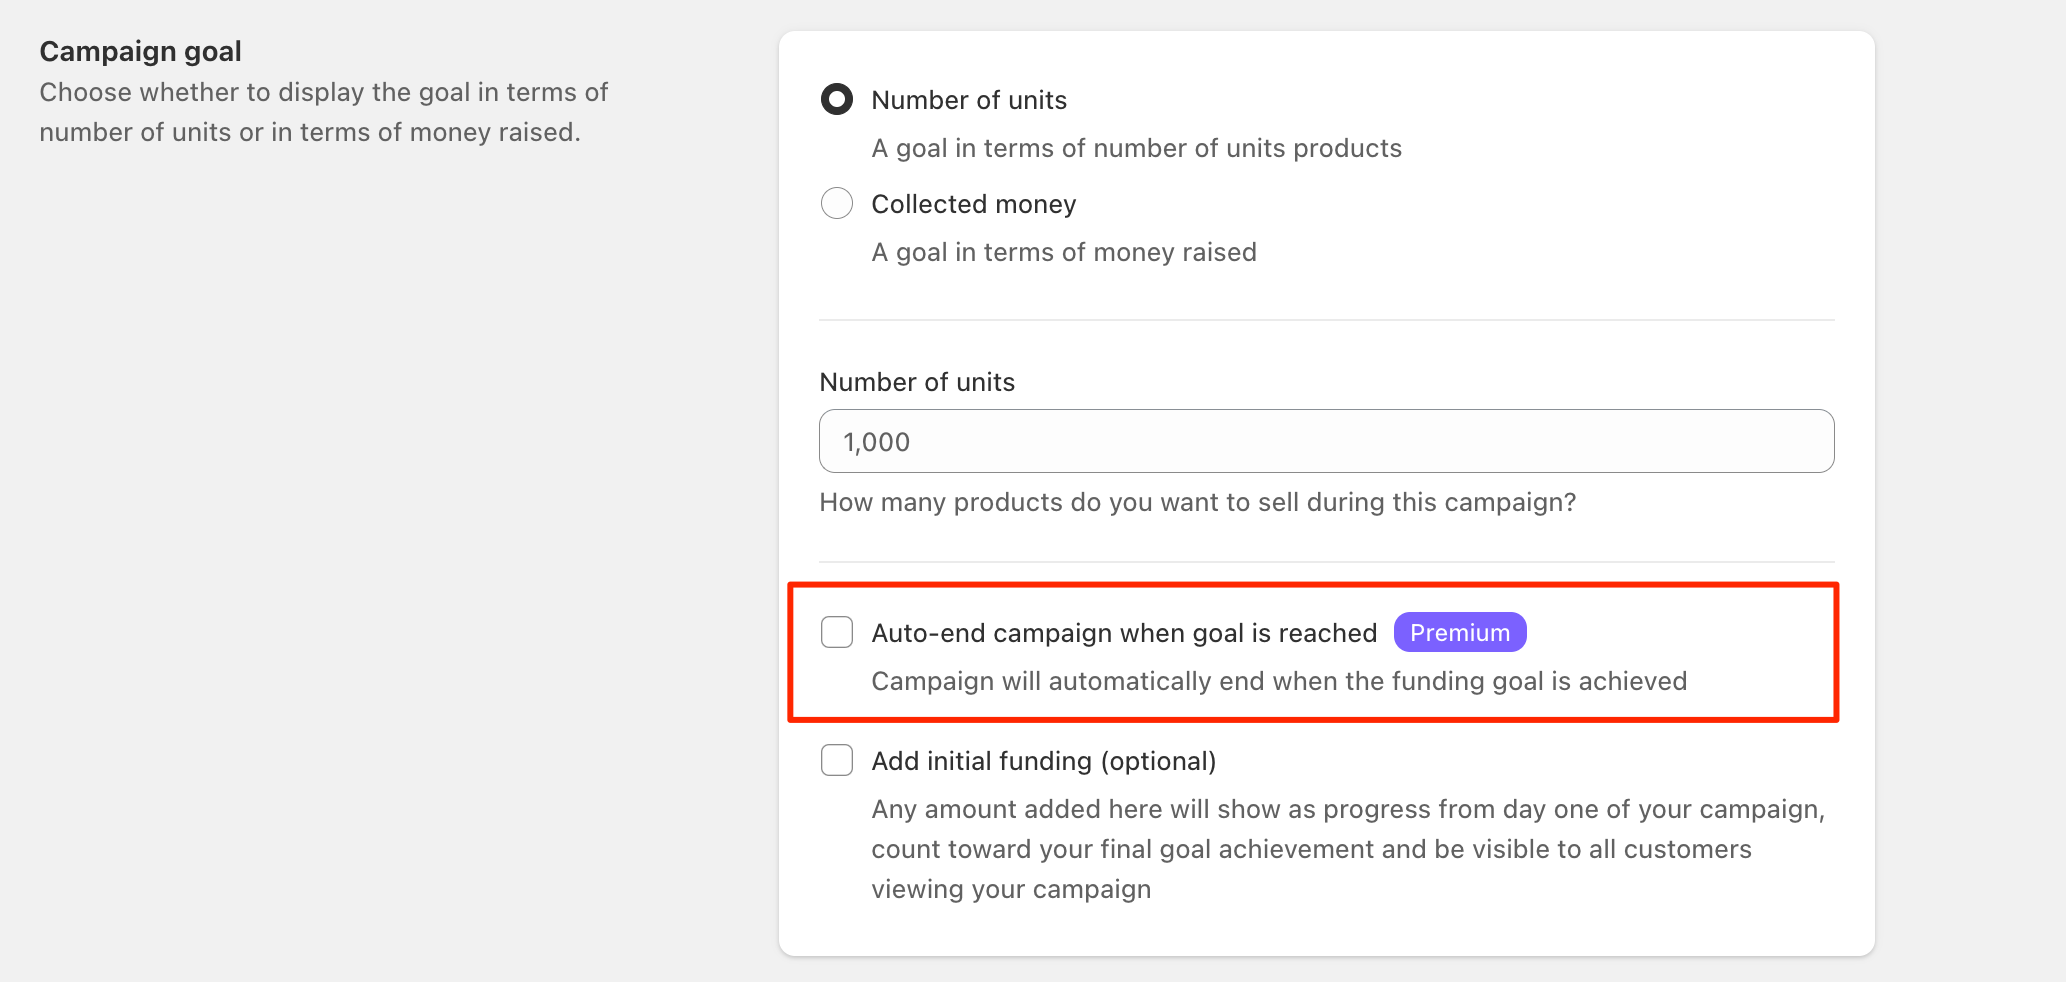 Campaign goal
Choose whether to display the goal in terms of
number of units or in terms of money raised.
Number of units
A goal in terms of number of units products
Collected money
A goal in terms of money raised
Number of units
1,000
How many products do you want to sell during this campaign?
Auto-end campaign when goal is reached Premium
Campaign will automatically end when the funding goal is achieved
Add initial funding (optional)
Any amount added here will show as progress from day one of your campaign,
count toward your final goal achievement and be visible to all customers
viewing your campaign